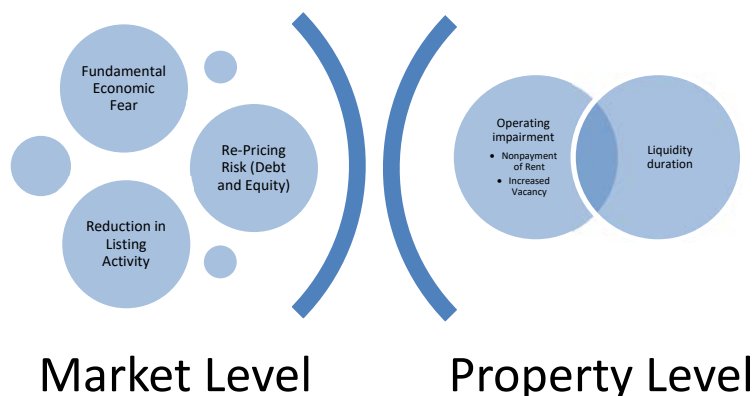 Fundamental
Economic
Fear
Re-Pricing
Risk (Debt
and Equity)
Reduction in
Listing
Activity
Operating
impairment
• Nonpayment
of Rent
• Increased
Vacancy
Liquidity
duration
Market Level
Property Level